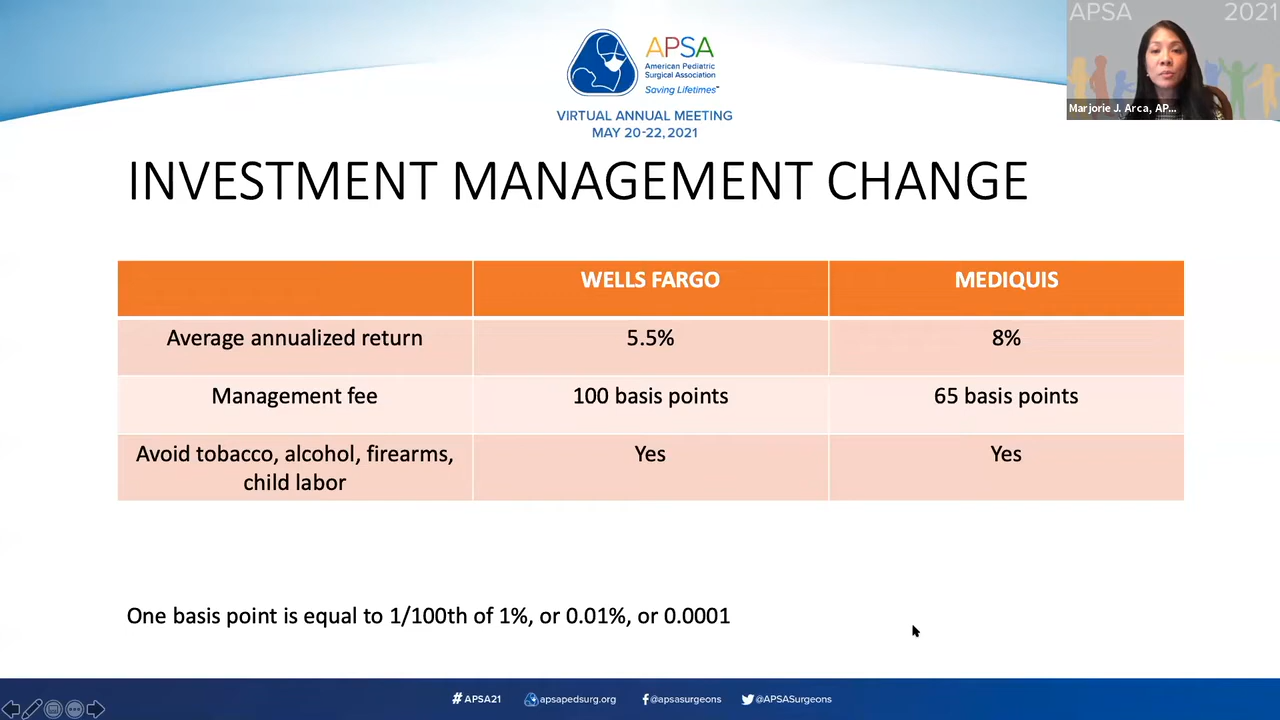 APSA 2021
APSA
American Pediatric
Surgical Association
Saving Lifetimes™
VIRTUAL ANNUAL MEETING
MAY 20-22, 2021
Marjorie J. Arca, AP...
INVESTMENT MANAGEMENT CHANGE
WELLS FARGO MEDIQUIS
Average annualized return 5.5% 8%
Management fee 100 basis points 65 basis points
Avoid tobacco, alcohol, firearms, Yes Yes
child labor
One basis point is equal to 1/100th of 1%, or 0.01%, or 0.0001
#APSA21 apsapedsurg.org @apsasurgeons @APSASurgeons